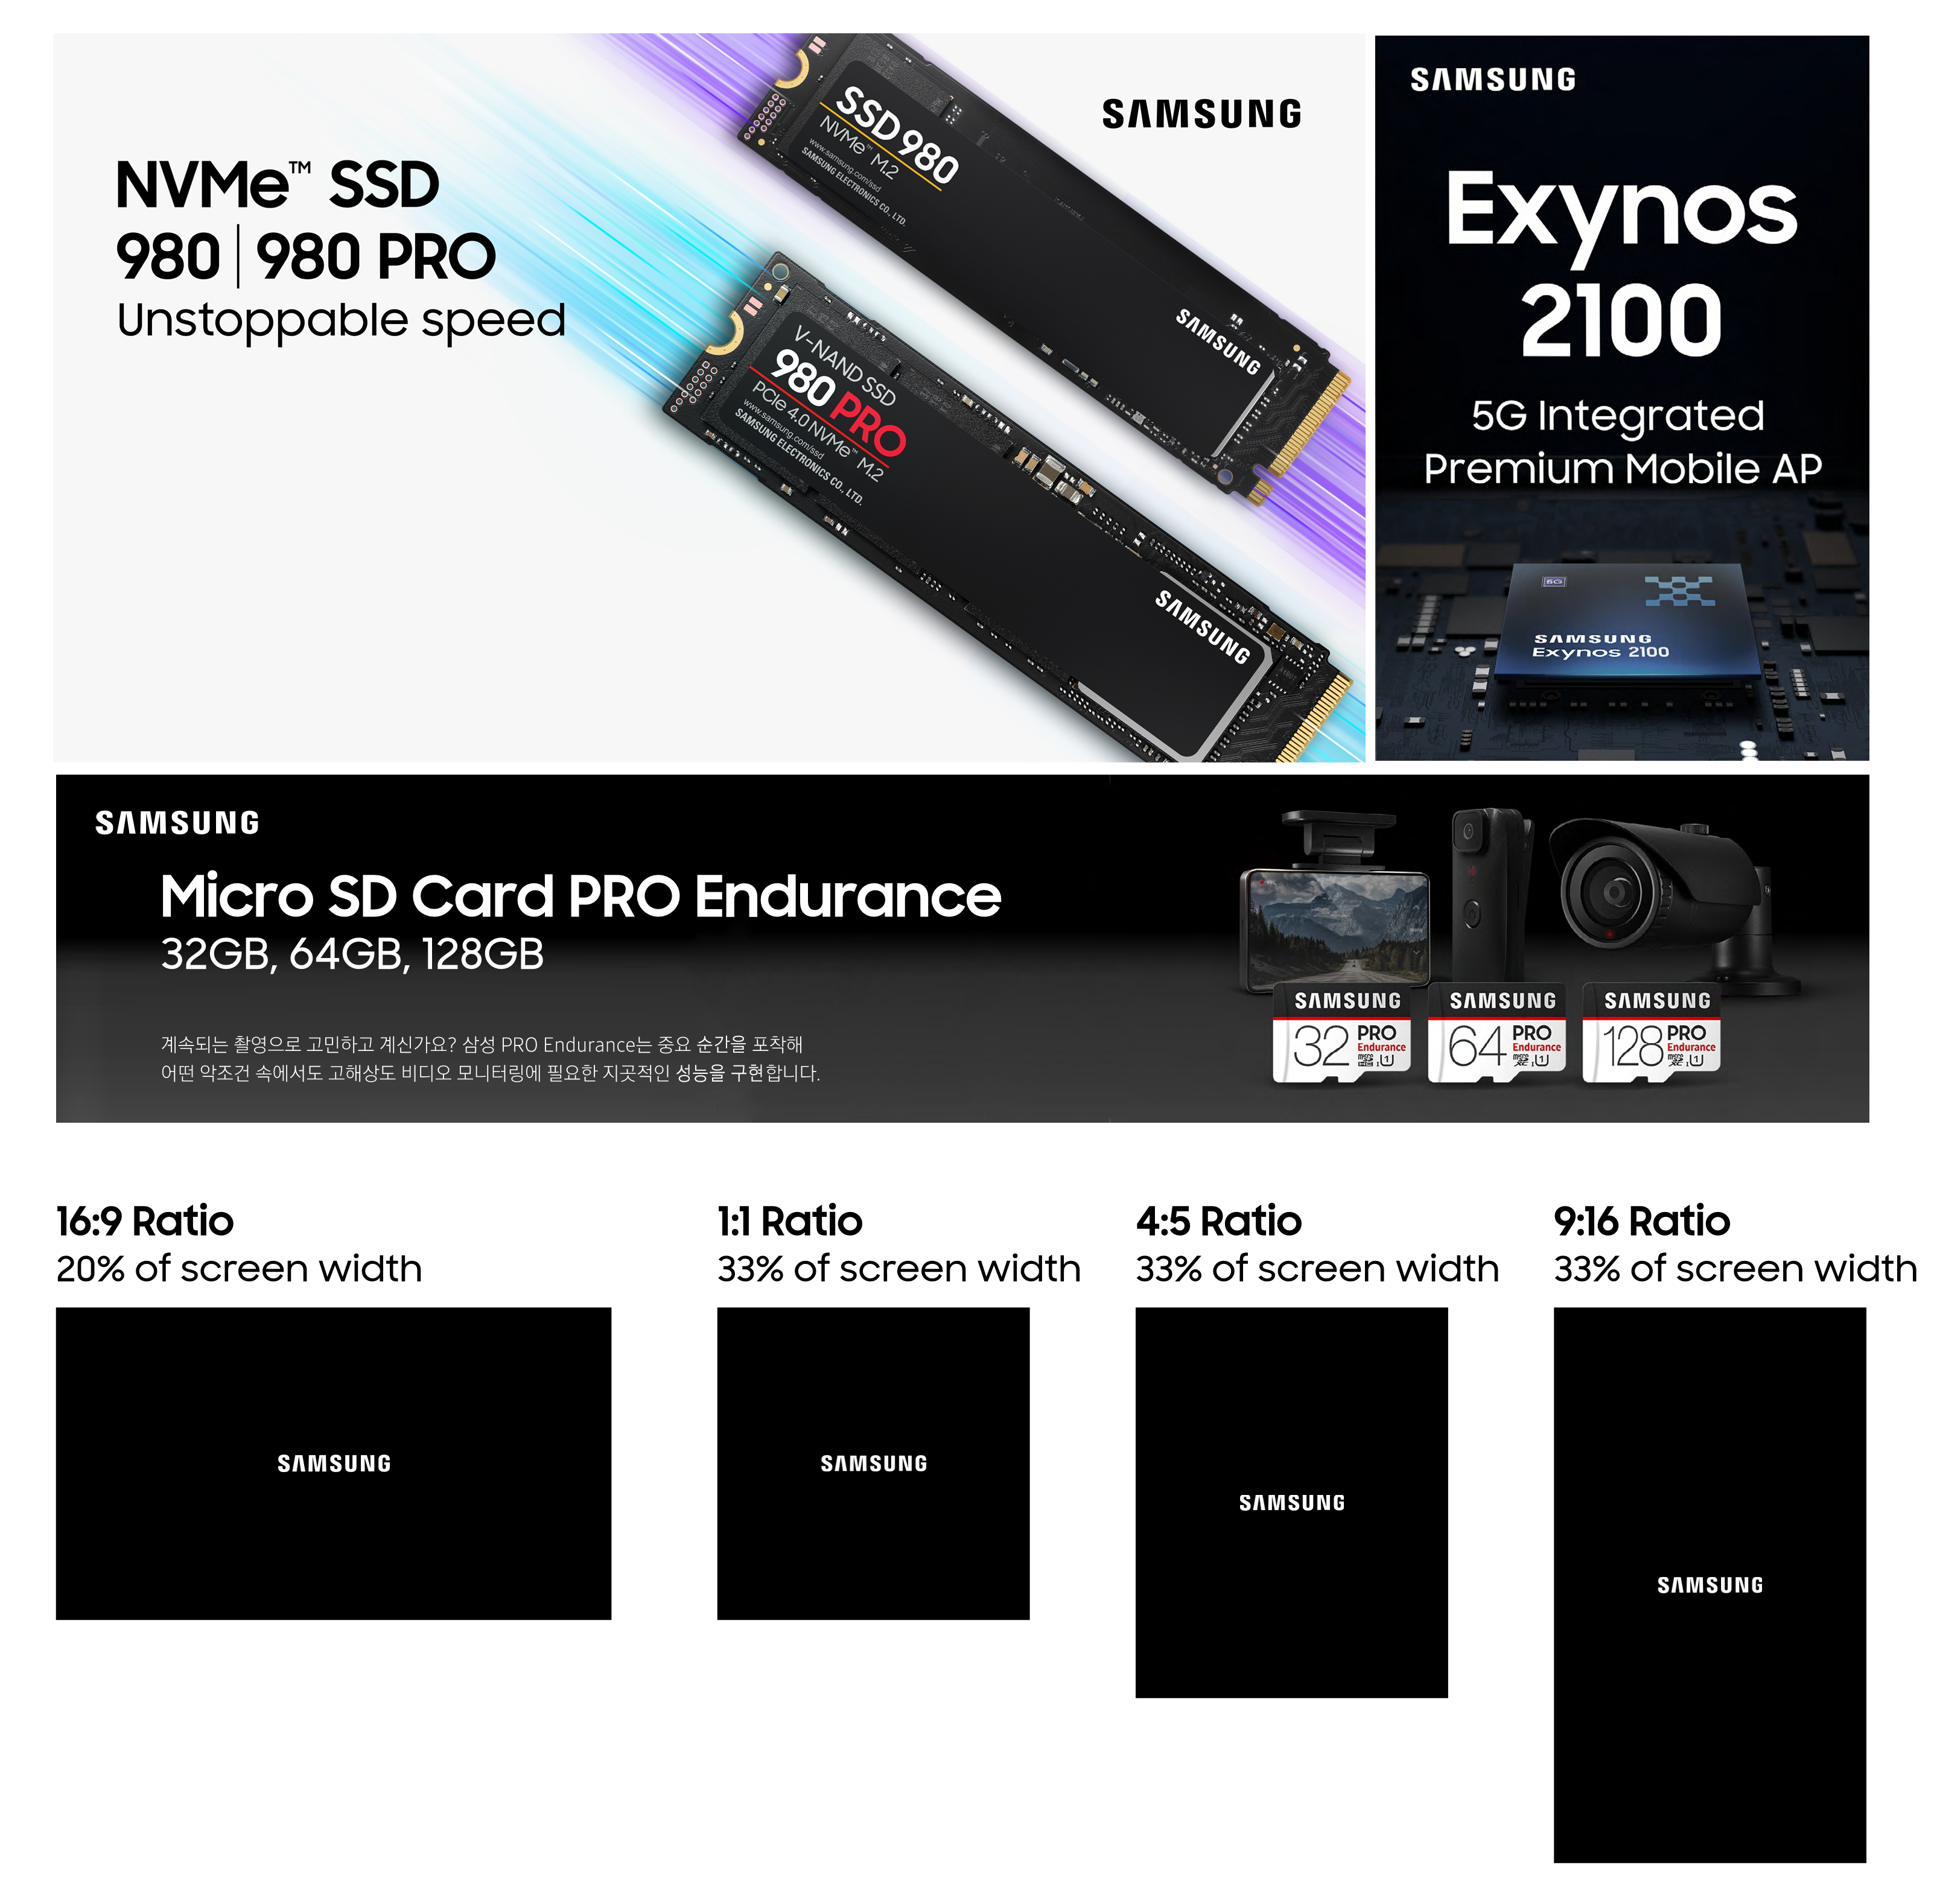 NVMe™ SSD
980 | 980 PRO
Unstoppable speed
SAMSUNG
SSD 980
NVMe™ M.2
www.samsung.com/ssd
SAMSUNG ELECTRONICS CO., LTD.
SAMSUNG
V-NAND SSD
980 PRO
PCIe 4.0 NVMe™ M.2
www.samsung.com/ssd
SAMSUNG ELECTRONICS CO., LTD.
SAMSUNG
SAMSUNG
Exynos
2100
5G Integrated
Premium Mobile AP
5G
SAMSUNG
Exynos 2100
SAMSUNG
Micro SD Card PRO Endurance
32GB, 64GB, 128GB
계속되는 촬영으로 고민하고 계신가요? 삼성 PRO Endurance는 중요 순간을 포착해
어떤 악조건 속에서도 고해상도 비디오 모니터링에 필요한 지곳적인 성능을 구현합니다.
SAMSUNG
32 PRO
Endurance
SAMSUNG
64 PRO
Endurance
SAMSUNG
128 PRO
Endurance
16:9 Ratio
20% of screen width
SAMSUNG
1:1 Ratio
33% of screen width
SAMSUNG
4:5 Ratio
33% of screen width
SAMSUNG
9:16 Ratio
33% of screen width
SAMSUNG